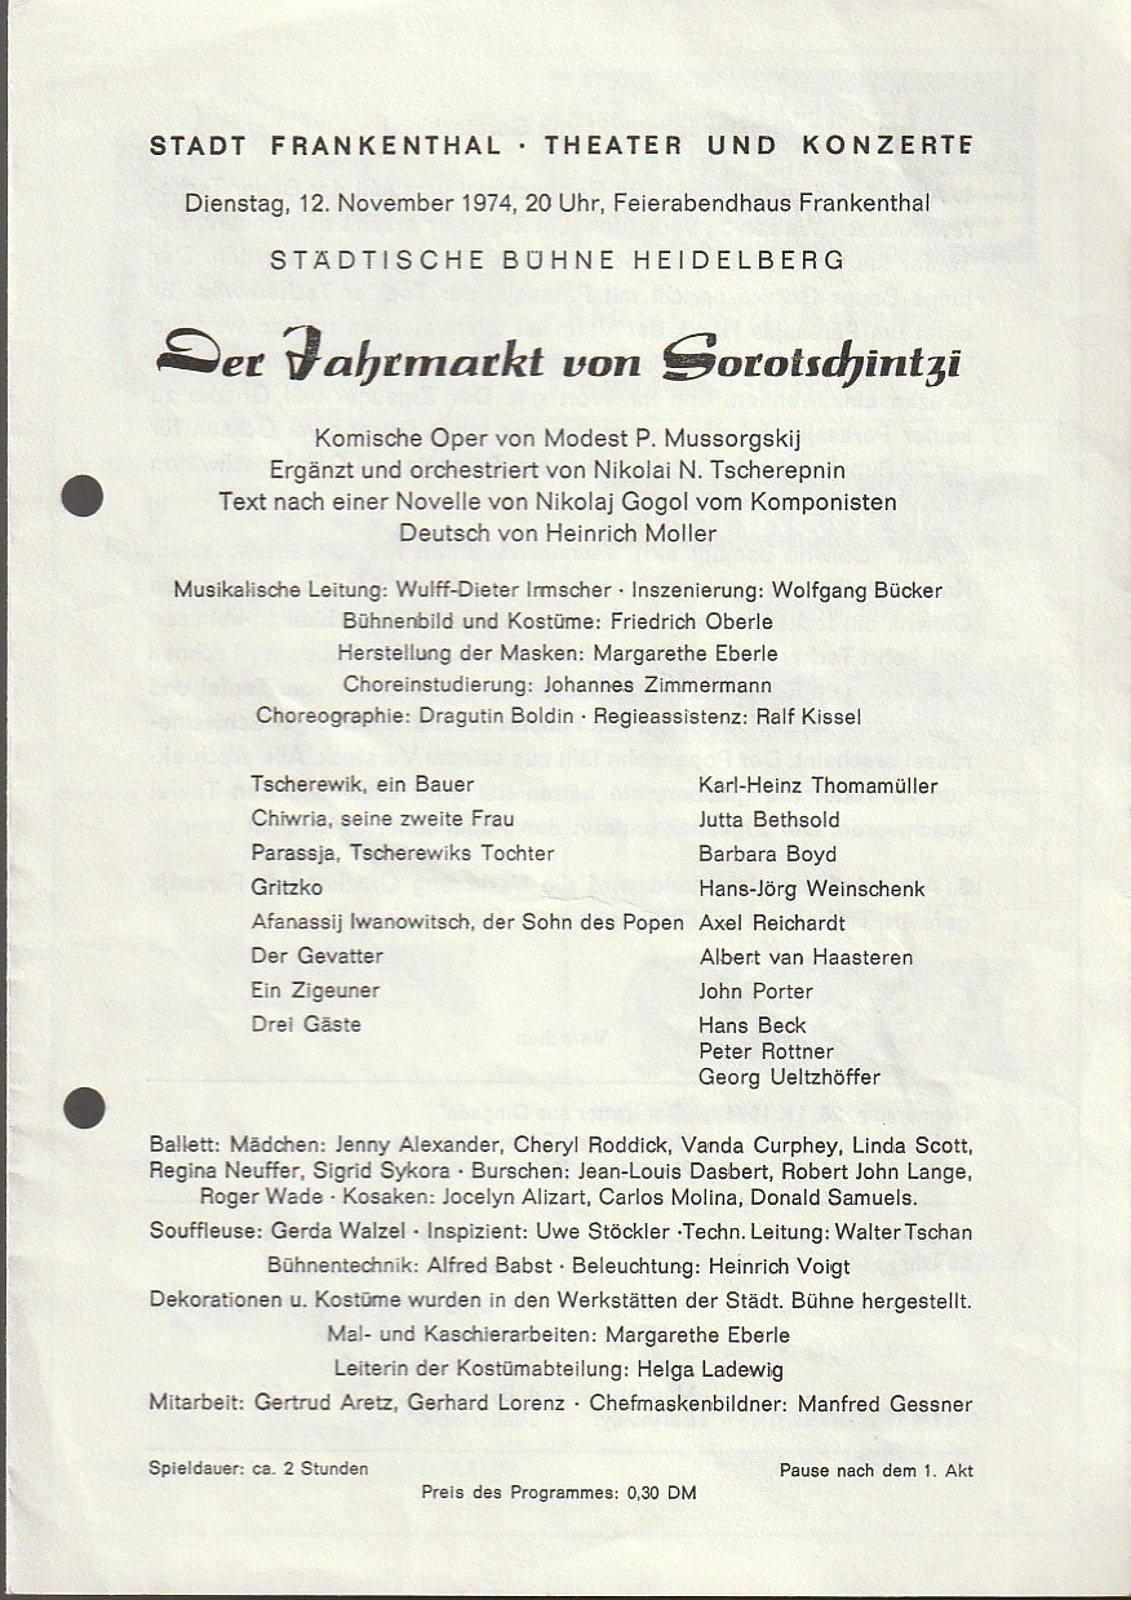 STADT FRANKENTHAL · THEATER UND KONZERTE
Dienstag, 12. November 1974, 20 Uhr, Feierabendhaus Frankenthal
STÄDTISCHE BÜHNE HEIDELBERG
Der Jahrmarkt von Sorotschintzi
Komische Oper von Modest P. Mussorgskij
Ergänzt und orchestriert von Nikolai N. Tscherepnin
Text nach einer Novelle von Nikolaj Gogol vom Komponisten
Deutsch von Heinrich Moller
Musikalische Leitung: Wulff-Dieter Irmscher · Inszenierung: Wolfgang Bücker
Bühnenbild und Kostüme: Friedrich Oberle
Herstellung der Masken: Margarethe Eberle
Choreinstudierung: Johannes Zimmermann
Choreographie: Dragutin Boldin · Regieassistenz: Ralf Kissel
Tscherewik, ein Bauer Karl-Heinz Thomamüller
Chiwria, seine zweite Frau Jutta Bethsold
Parassja, Tscherewiks Tochter Barbara Boyd
Gritzko Hans-Jörg Weinschenk
Afanassij Iwanowitsch, der Sohn des Popen Axel Reichardt
Der Gevatter Albert van Haasteren
Ein Zigeuner John Porter
Drei Gäste Hans Beck
Peter Rottner
Georg Ueltzhöffer
Ballett: Mädchen: Jenny Alexander, Cheryl Roddick, Vanda Curphey, Linda Scott,
Regina Neuffer, Sigrid Sykora · Burschen: Jean-Louis Dasbert, Robert John Lange,
Roger Wade · Kosaken: Jocelyn Alizart, Carlos Molina, Donald Samuels.
Souffleuse: Gerda Walzel · Inspizient: Uwe Stöckler · Techn. Leitung: Walter Tschan
Bühnentechnik: Alfred Babst · Beleuchtung: Heinrich Voigt
Dekorationen u. Kostüme wurden in den Werkstätten der Städt. Bühne hergestellt.
Mal- und Kaschierarbeiten: Margarethe Eberle
Leiterin der Kostümabteilung: Helga Ladewig
Mitarbeit: Gertrud Aretz, Gerhard Lorenz · Chefmaskenbildner: Manfred Gessner
Spieldauer: ca. 2 Stunden Pause nach dem 1. Akt
Preis des Programmes: 0,30 DM